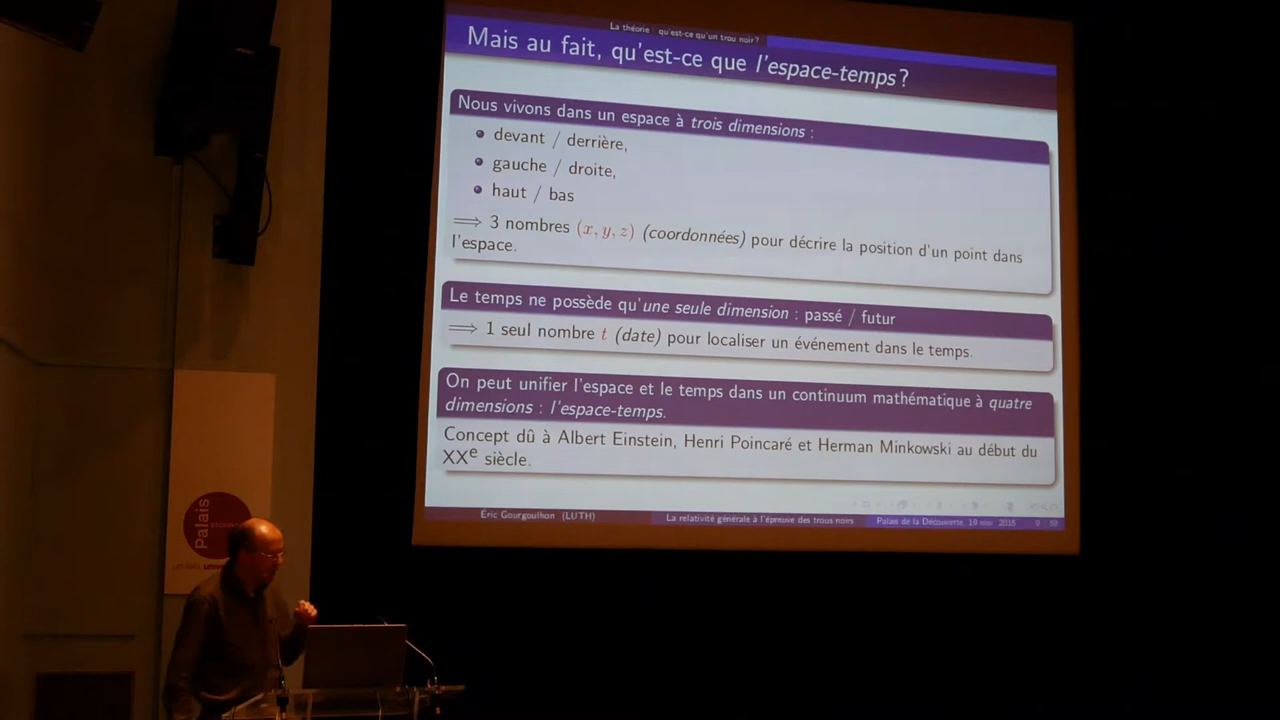 La théorie : qu'est-ce qu'un trou noir ?
Mais au fait, qu'est-ce que l'espace-temps ?
Nous vivons dans un espace à trois dimensions :
devant / derrière,
gauche / droite,
haut / bas
⟹ 3 nombres (x, y, z) (coordonnées) pour décrire la position d'un point dans
l'espace.
Le temps ne possède qu'une seule dimension : passé / futur
⟹ 1 seul nombre t (date) pour localiser un événement dans le temps.
On peut unifier l'espace et le temps dans un continuum mathématique à quatre
dimensions : l'espace-temps.
Concept dû à Albert Einstein, Henri Poincaré et Herman Minkowski au début du
XXe siècle.
Éric Gourgoulhon (LUTH) La relativité générale à l'épreuve des trous noirs Palais de la Découverte, 19 2015 9 / 
Palais